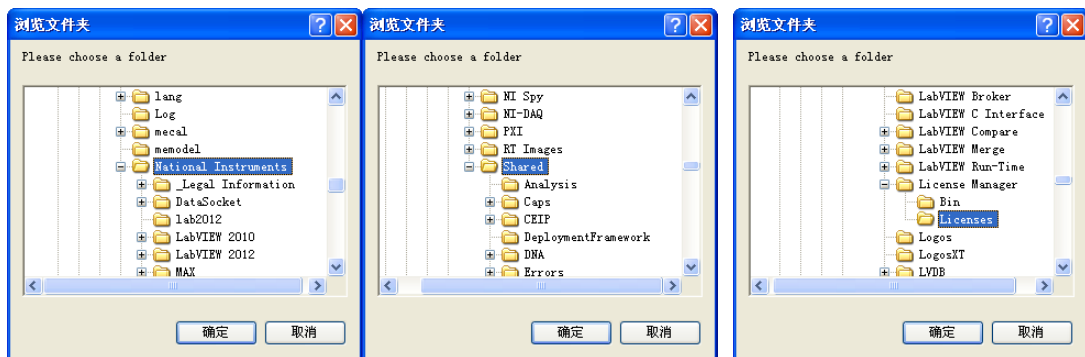 浏览文件夹
Please choose a folder
lang
Log
mecal
memodel
National Instruments
_Legal Information
DataSocket
lab2012
LabVIEW 2010
LabVIEW 2012
MAX
确定
取消
浏览文件夹
Please choose a folder
NI Spy
NI-DAQ
PXI
RT Images
Shared
Analysis
Caps
CEIP
DeploymentFramework
DNA
Errors
确定
取消
浏览文件夹
Please choose a folder
LabVIEW Broker
LabVIEW C Interface
LabVIEW Compare
LabVIEW Merge
LabVIEW Run-Time
License Manager
Bin
Licenses
Logos
LogosXT
LVDB
确定
取消